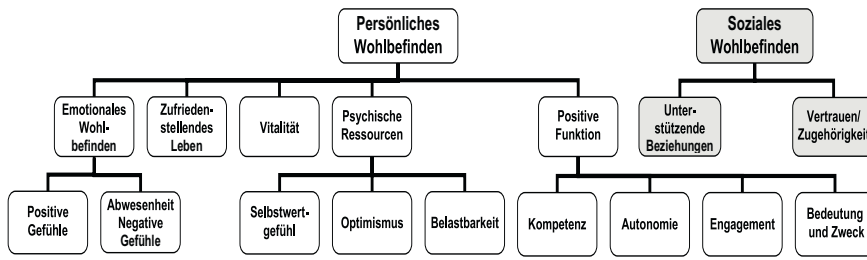 Persönliches
Wohlbefinden
Soziales
Wohlbefinden
Emotionales
Wohl-
befinden
Zufrieden-
stellendes
Leben
Vitalität
Psychische
Ressourcen
Positive
Funktion
Unter-
stützende
Beziehungen
Vertrauen/
Zugehörigkeit
Positive
Gefühle
Abwesenheit
Negative
Gefühle
Selbstwert-
gefühl
Optimismus
Belastbarkeit
Kompetenz
Autonomie
Engagement
Bedeutung
und Zweck